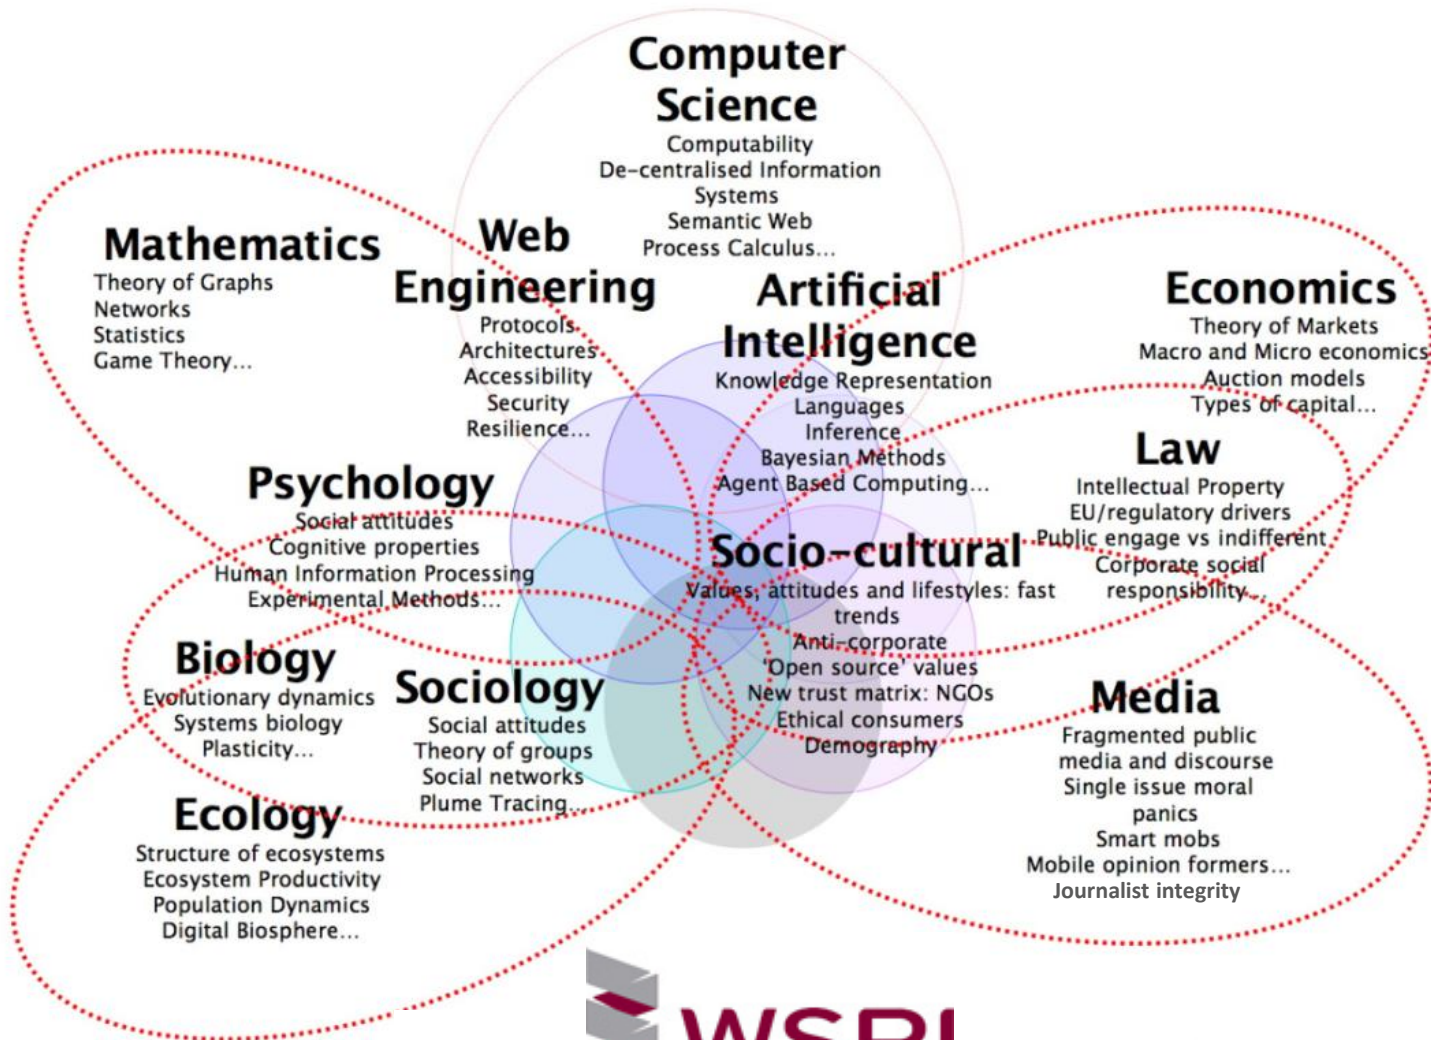 Computer
Science
Computability
De-centralised Information
Systems
Semantic Web
Process Calculus...
Mathematics
Theory of Graphs
Networks
Statistics
Game Theory...
Web
Engineering
Protocols
Architectures
Accessibility
Security
Resilience...
Artificial
Intelligence
Knowledge Representation
Languages
Inference
Bayesian Methods
Agent Based Computing...
Economics
Theory of Markets
Macro and Micro economics
Auction models
Types of capital...
Law
Intellectual Property
EU/regulatory drivers
Public engage vs indifferent
Corporate social
responsibility...
Psychology
Social attitudes
Cognitive properties
Human Information Processing
Experimental Methods...
Socio-cultural
Values, attitudes and lifestyles: fast
trends
Anti-corporate
'Open source' values
New trust matrix: NGOs
Ethical consumers
Demography
Biology
Evolutionary dynamics
Systems biology
Plasticity...
Sociology
Social attitudes
Theory of groups
Social networks
Plume Tracing...
Media
Fragmented public
media and discourse
Single issue moral
panics
Smart mobs
Mobile opinion formers...
Journalist integrity
Ecology
Structure of ecosystems
Ecosystem Productivity
Population Dynamics
Digital Biosphere...